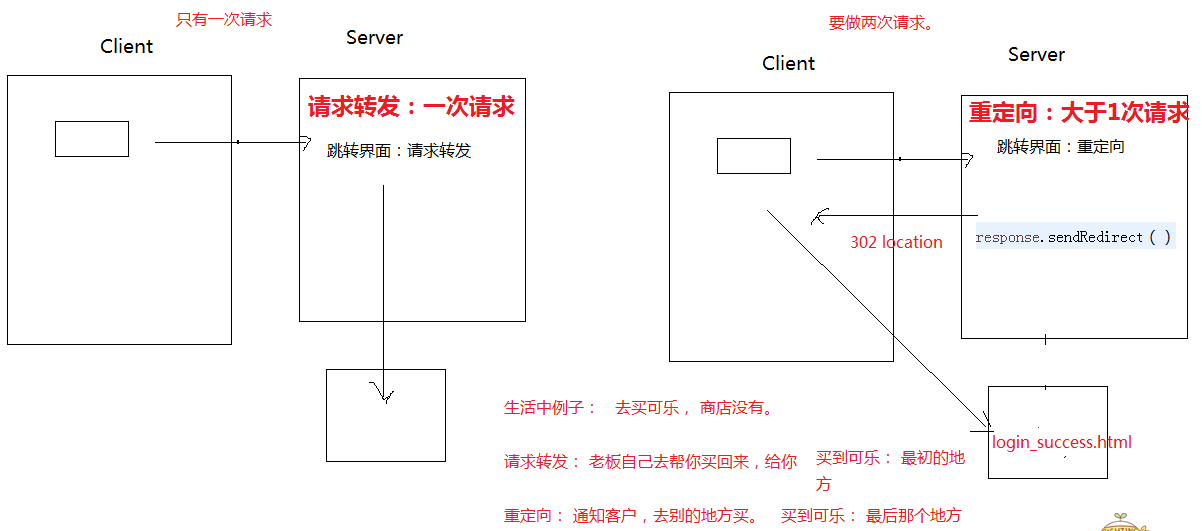 只有一次请求
Client
Server
请求转发：一次请求
跳转界面：请求转发
要做两次请求。
Client
Server
重定向：大于1次请求
跳转界面：重定向
302 location
response.sendRedirect ( )
login_success.html
生活中例子： 去买可乐， 商店没有。
请求转发： 老板自己去帮你买回来，给你
买到可乐： 最初的地
方
重定向： 通知客户，去别的地方买。 买到可乐： 最后那个地方